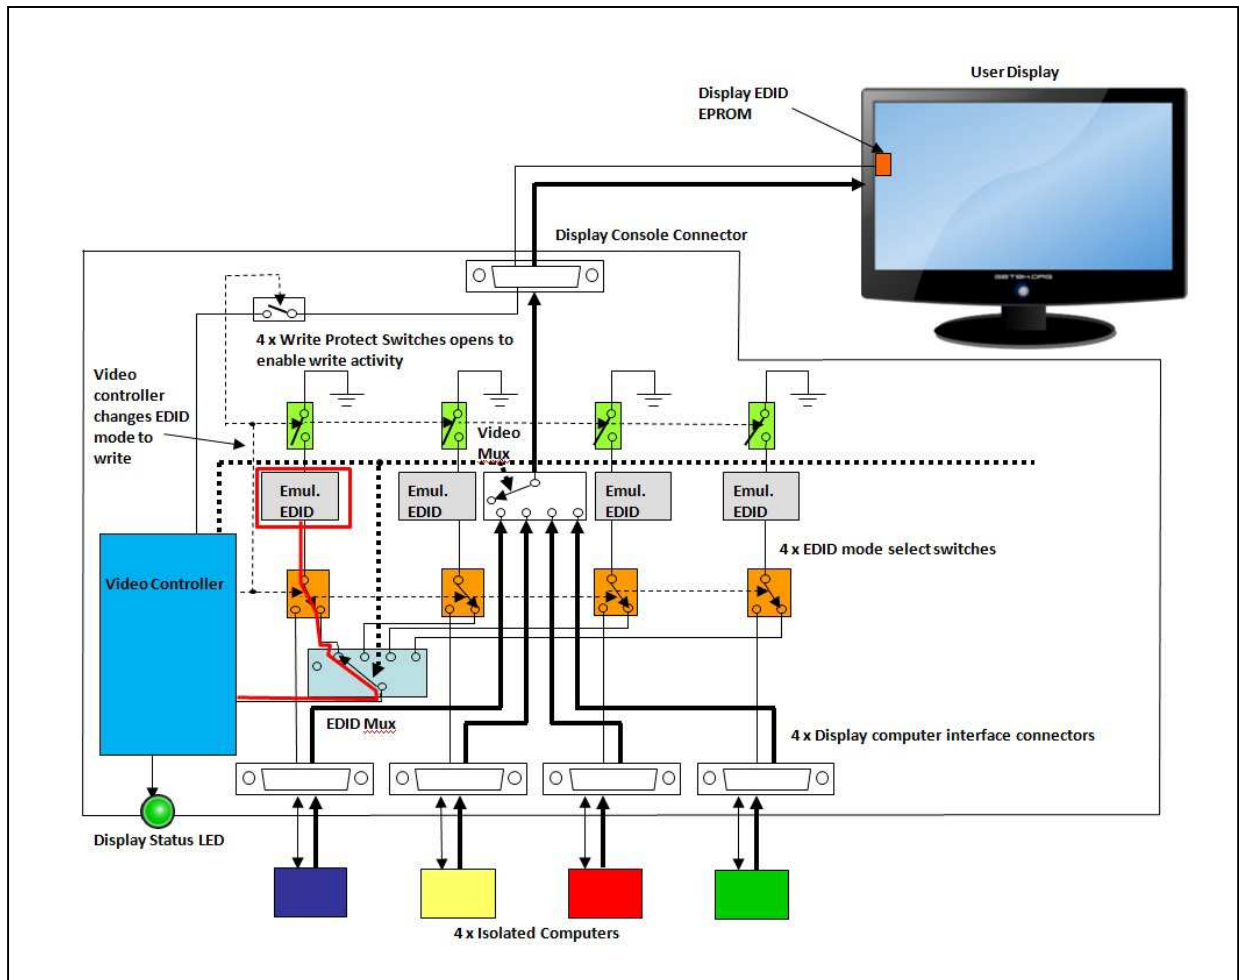 User Display
Display EDID
EPROM
Display Console Connector
4 x Write Protect Switches opens to
enable write activity
Video
controller
changes EDID
mode to
write
Video
Mux
Emul.
EDID
Emul.
EDID
Emul.
EDID
Emul.
EDID
4 x EDID mode select switches
Video Controller
EDID Mux
4 x Display computer interface connectors
Display Status LED
4 x Isolated Computers